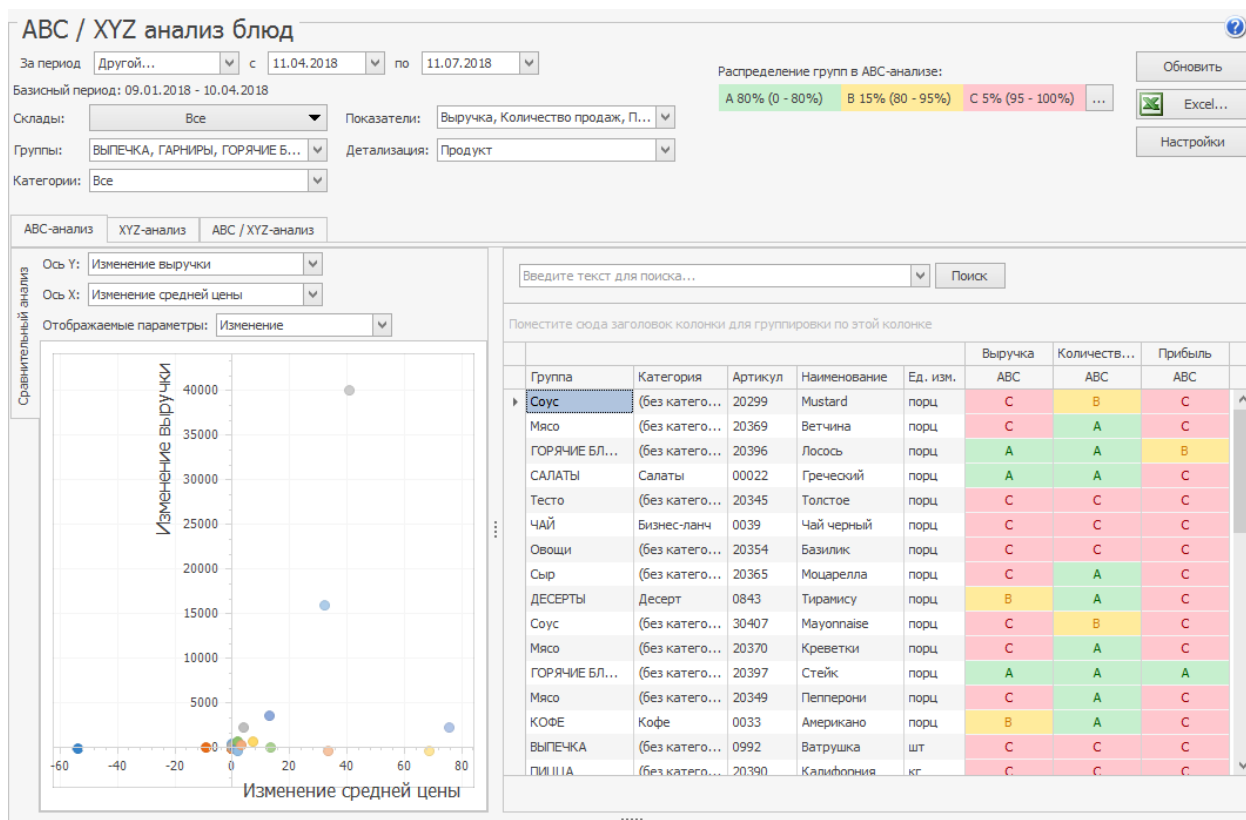 ABC / XYZ анализ блюд
За период Другой... с 11.04.2018 по 11.07.2018
Базисный период: 09.01.2018 - 10.04.2018
Склады: Все Показатели: Выручка, Количество продаж, П...
Группы: ВЫПЕЧКА, ГАРНИРЫ, ГОРЯЧИЕ Б... Детализация: Продукт
Категории: Все
Распределение групп в ABC-анализе:
A 80% (0 - 80%) B 15% (80 - 95%) C 5% (95 - 100%) ...
?
Обновить
Excel...
Настройки
ABC-анализ XYZ-анализ ABC / XYZ-анализ
Сравнительный анализ
Ось Y: Изменение выручки
Ось X: Изменение средней цены
Отображаемые параметры: Изменение
Изменение выручки
40000
35000
30000
25000
20000
15000
10000
5000
0
-60 -40 -20 0 20 40 60 80
Изменение средней цены
Введите текст для поиска... Поиск
Поместите сюда заголовок колонки для группировки по этой колонке
Выручка Количеств... Прибыль
Группа Категория Артикул Наименование Ед. изм. ABC ABC ABC
Соус (без катего... 20299 Mustard порц C B C
Мясо (без катего... 20369 Ветчина порц C A C
ГОРЯЧИЕ БЛ... (без катего... 20396 Лосось порц A A B
САЛАТЫ Салаты 00022 Греческий порц A A C
Тесто (без катего... 20345 Толстое порц C C C
ЧАЙ Бизнес-ланч 0039 Чай черный порц C C C
Овощи (без катего... 20354 Базилик порц C C C
Сыр (без катего... 20365 Моцарелла порц C A C
ДЕСЕРТЫ Десерт 0843 Тирамису порц B A C
Соус (без катего... 30407 Mayonnaise порц C B C
Мясо (без катего... 20370 Креветки порц C A C
ГОРЯЧИЕ БЛ... (без катего... 20397 Стейк порц A A A
Мясо (без катего... 20349 Пепперони порц C A C
КОФЕ Кофе 0033 Американо порц B A C
ВЫПЕЧКА (без катего... 0992 Ватрушка шт C C C
ПИЦЦА (без катего... 20390 Калифорния кг C C C